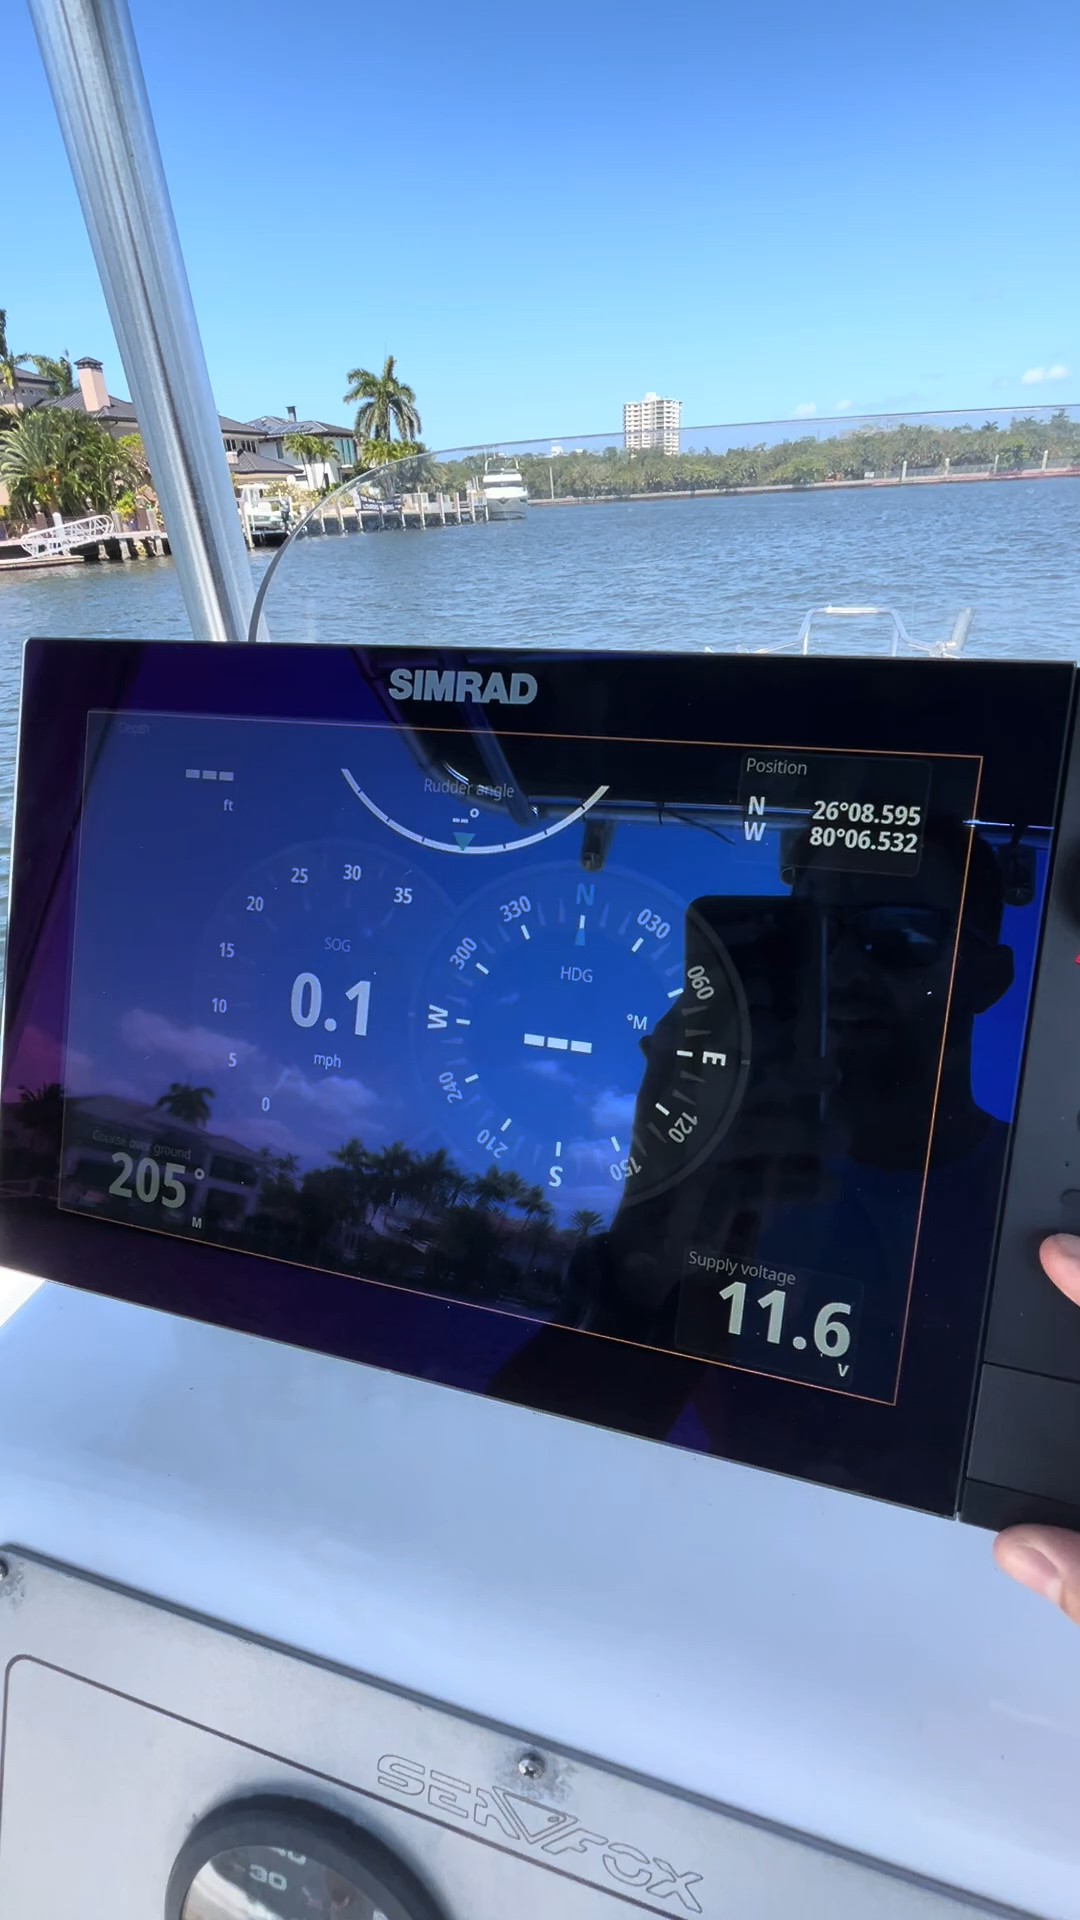 SIMRAD
Depth
---
ft
Rudder angle
--°
Position
N 26°08.595
W 80°06.532
35
30
25
20
15
10
5
0
SOG
0.1
mph
N
030
060
E
120
150
S
210
240
W
300
330
HDG
°M
---
Course over ground
205°
M
Supply voltage
11.6
V
SEA FOX
30